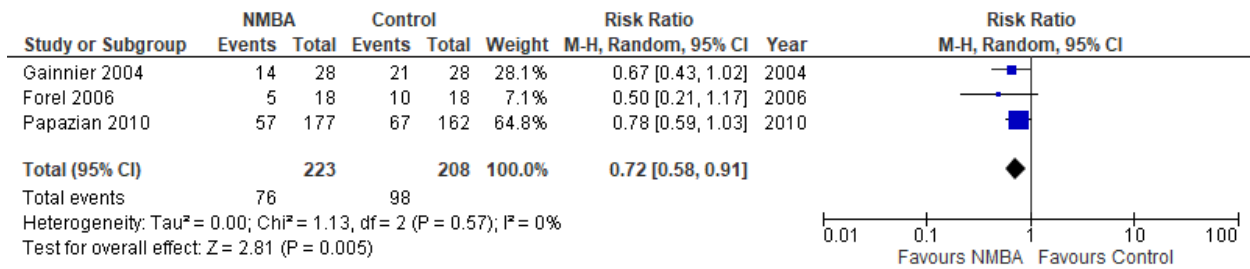 NMBA Control Risk Ratio Risk Ratio
Study or Subgroup Events Total Events Total Weight M-H, Random, 95% CI Year M-H, Random, 95% CI
Gainnier 2004 14 28 21 28 28.1% 0.67 [0.43, 1.02] 2004
Forel 2006 5 18 10 18 7.1% 0.50 [0.21, 1.17] 2006
Papazian 2010 57 177 67 162 64.8% 0.78 [0.59, 1.03] 2010
Total (95% CI) 223 208 100.0% 0.72 [0.58, 0.91]
Total events 76 98
Heterogeneity: Tau² = 0.00; Chi² = 1.13, df = 2 (P = 0.57); I² = 0%
Test for overall effect: Z = 2.81 (P = 0.005)
0.01 0.1 1 10 100
Favours NMBA Favours Control